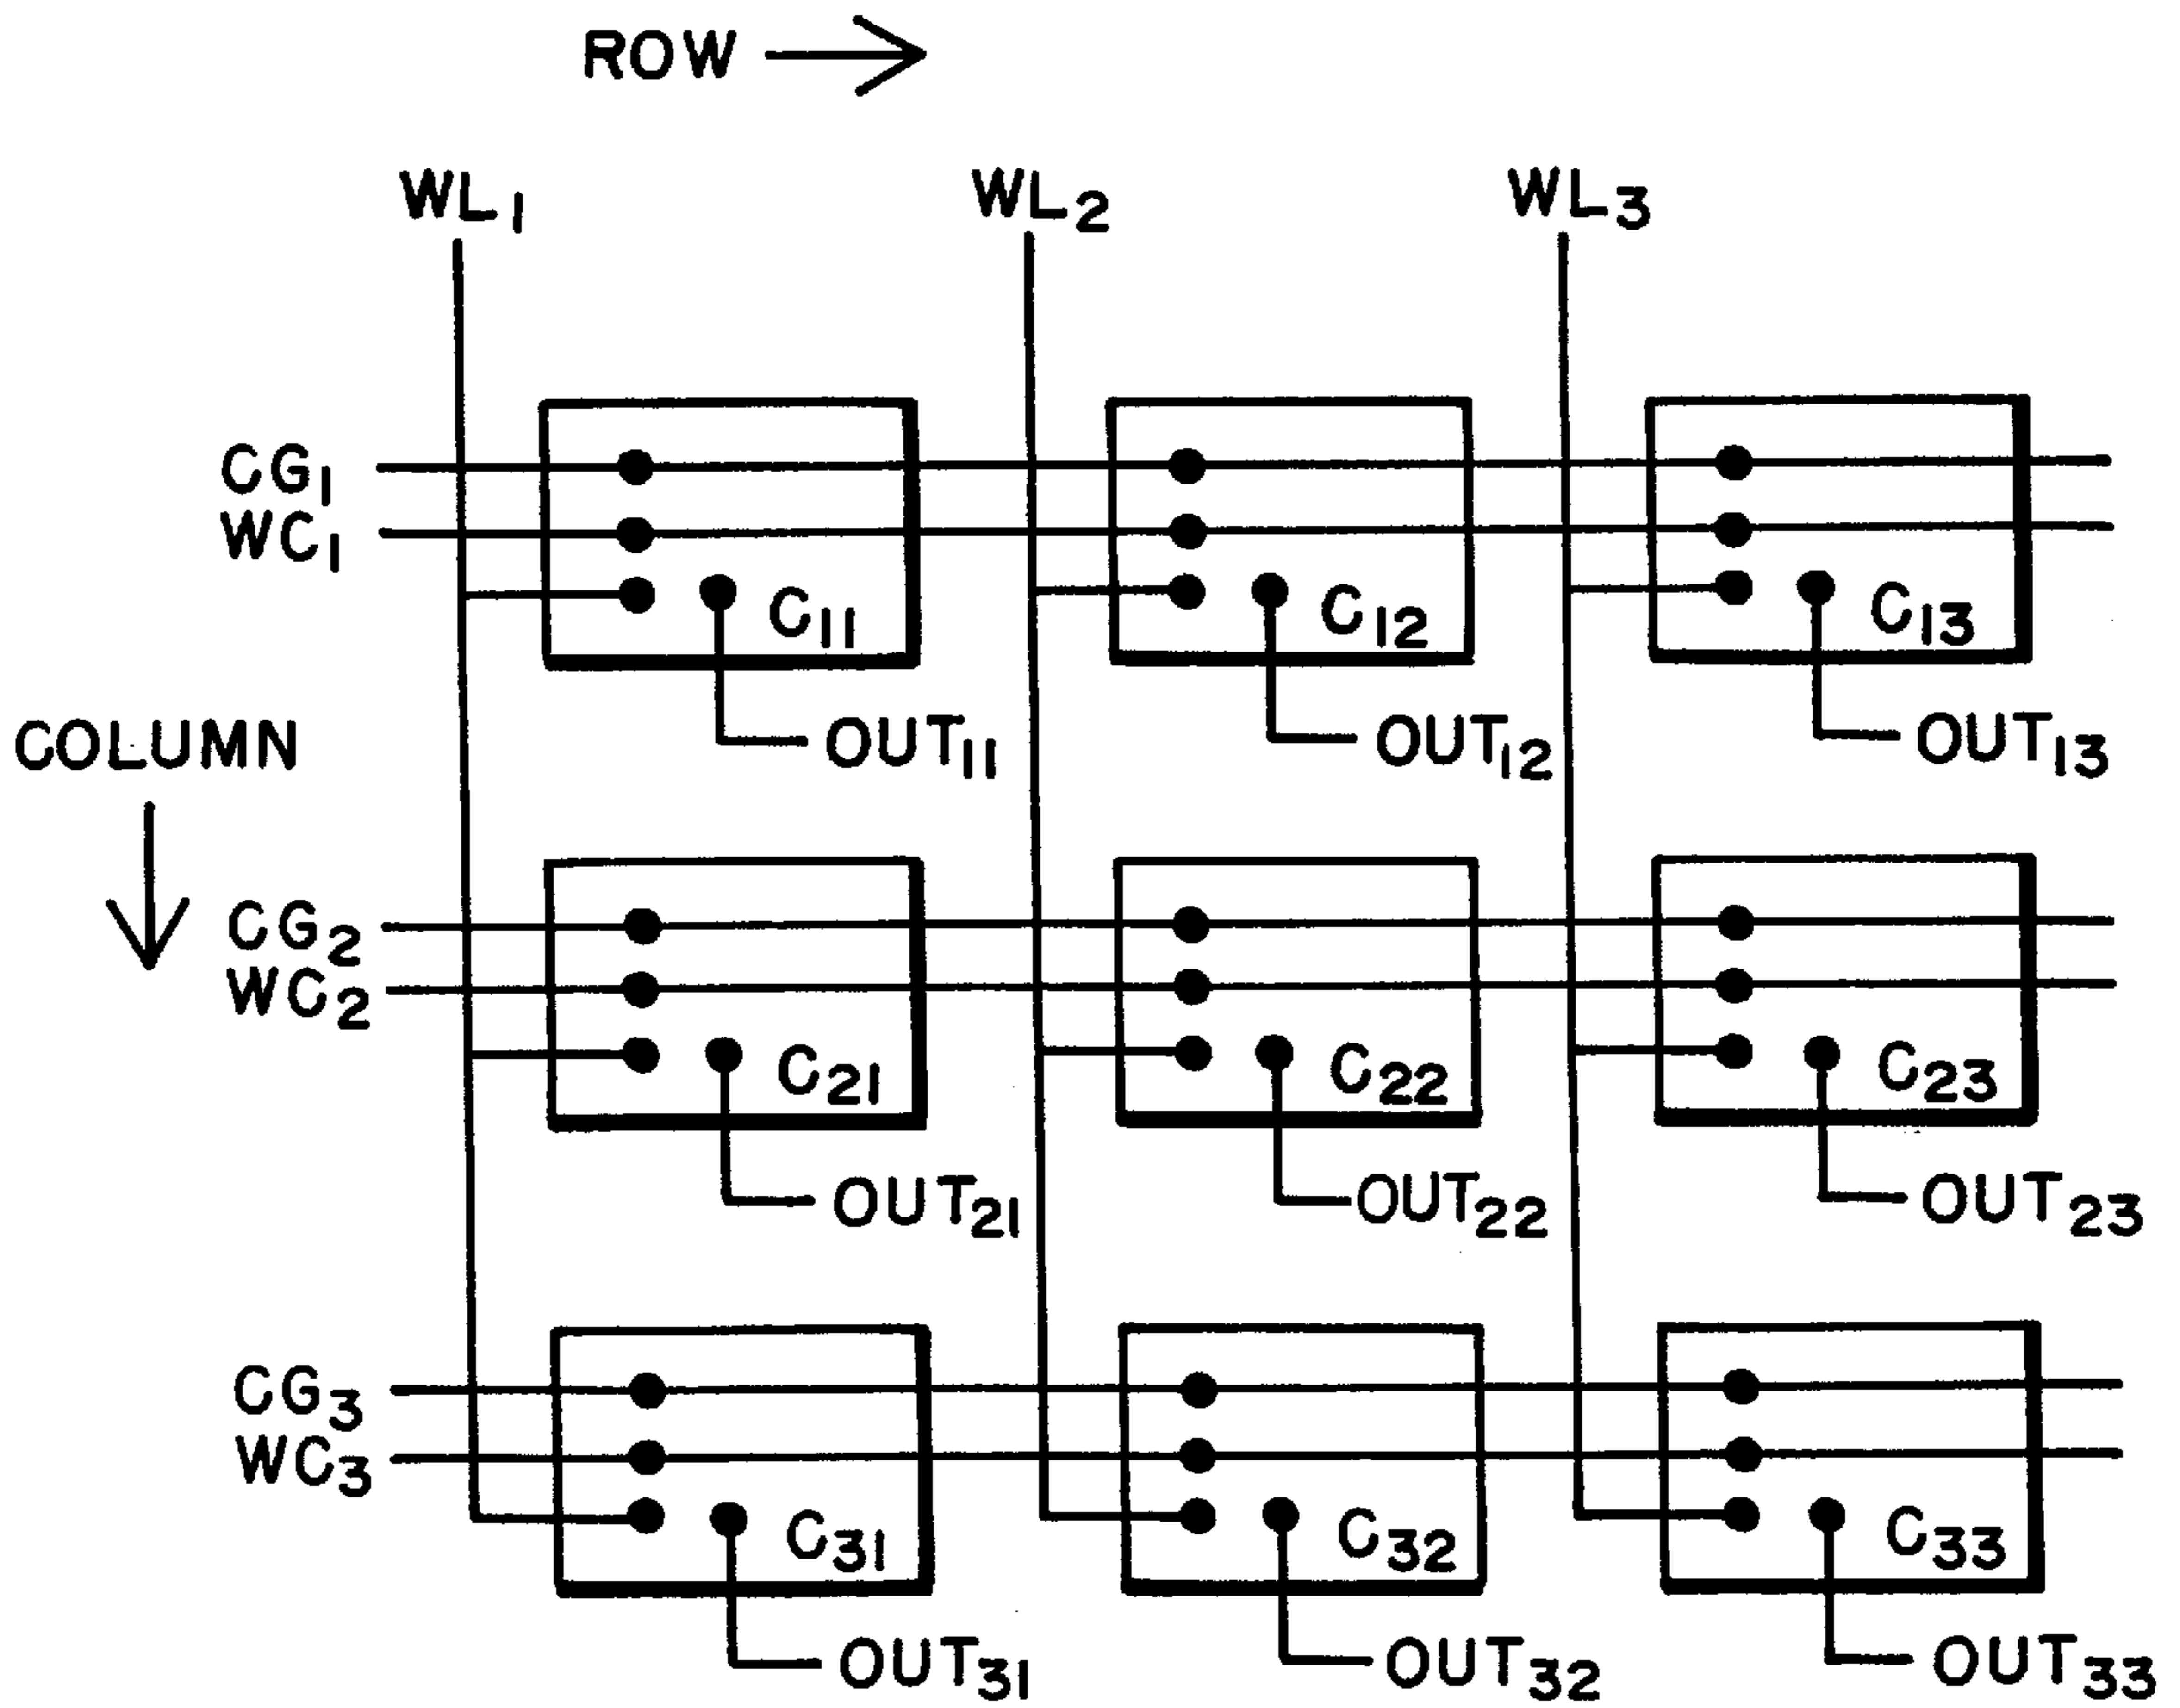 ROW
WL₁ WL₂ WL₃
CG₁
WC₁
C₁₁ C₁₂ C₁₃
COLUMN OUT₁₁ OUT₁₂ OUT₁₃
CG₂
WC₂
C₂₁ C₂₂ C₂₃
OUT₂₁ OUT₂₂ OUT₂₃
CG₃
WC₃
C₃₁ C₃₂ C₃₃
OUT₃₁ OUT₃₂ OUT₃₃